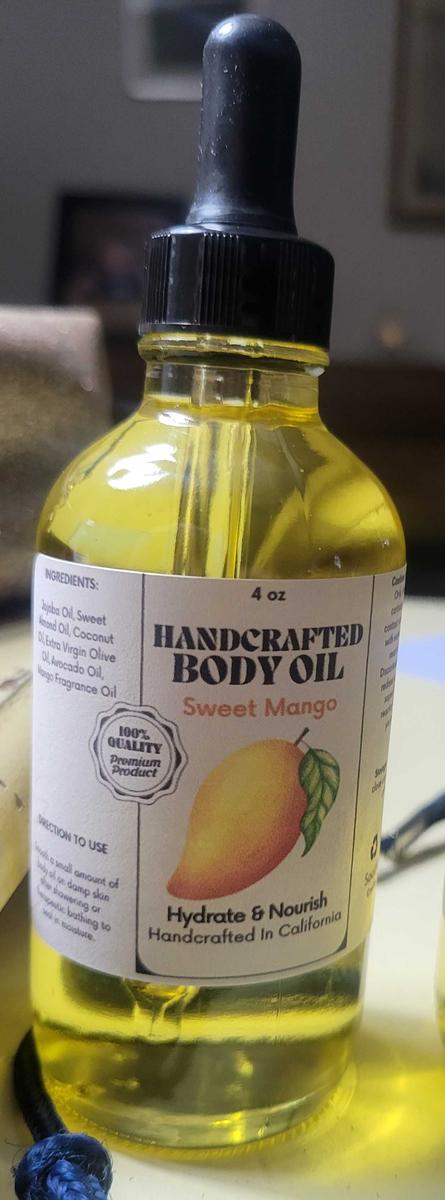 INGREDIENTS:
Jojoba Oil, Sweet
Almond Oil, Coconut
Oil, Extra Virgin Olive
Oil, Avocado Oil,
Mango Fragrance Oil
100%
QUALITY
Premium
Product
DIRECTION TO USE
a small amount of
body oil on damp skin
after showering or
therapeutic bathing to
seal in moisture.
4 oz
HANDCRAFTED
BODY OIL
Sweet Mango
Hydrate & Nourish
Handcrafted In California